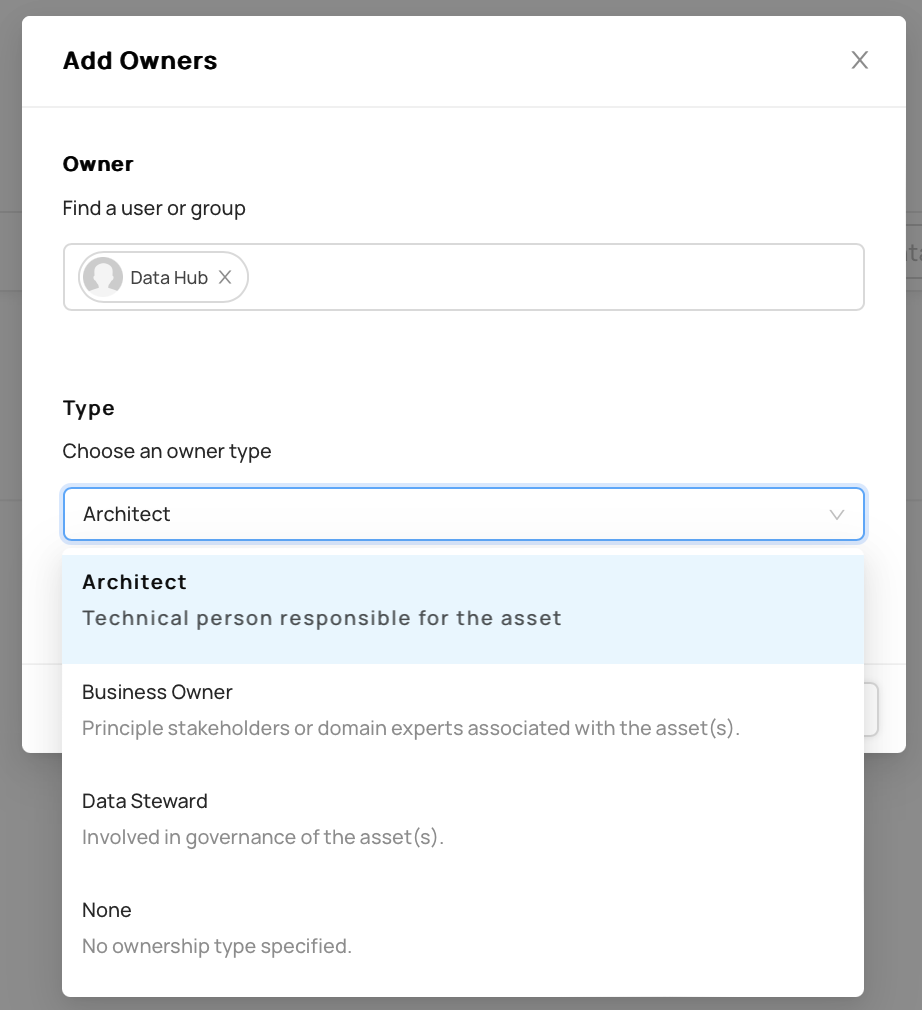 Add Owners
Owner
Find a user or group
Data Hub
Type
Choose an owner type
Architect
Architect
Technical person responsible for the asset
Business Owner
Principle stakeholders or domain experts associated with the asset(s).
Data Steward
Involved in governance of the asset(s).
None
No ownership type specified.